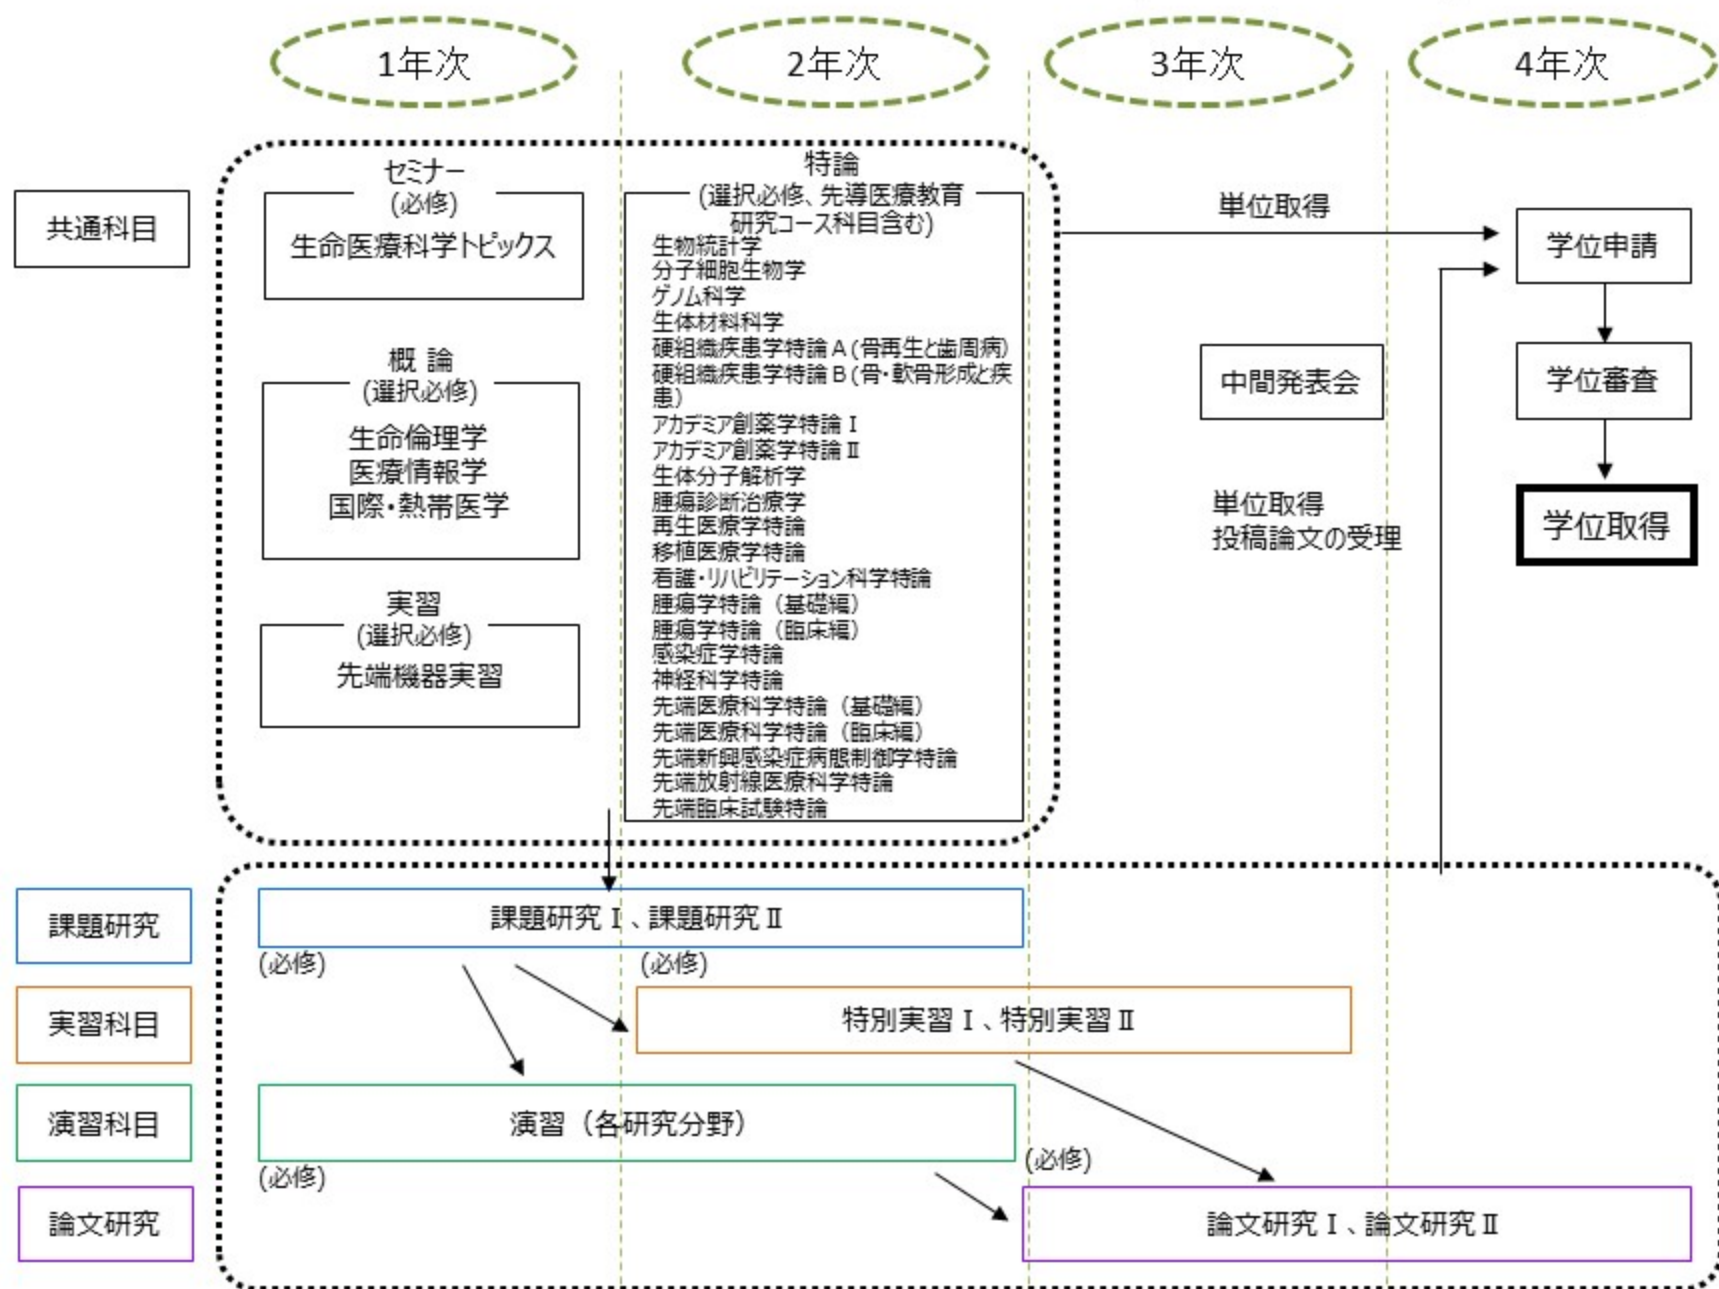 1年次
2年次
3年次
4年次
共通科目
セミナー
(必修)
生命医療科学トピックス
概 論
(選択必修)
生命倫理学
医療情報学
国際・熱帯医学
実習
(選択必修)
先端機器実習
特論
(選択必修、先導医療教育
研究コース科目含む)
生物統計学
分子細胞生物学
ゲノム科学
生体材料科学
硬組織疾患学特論A(骨再生と歯周病)
硬組織疾患学特論B(骨・軟骨形成と疾
患)
アカデミア創薬学特論Ⅰ
アカデミア創薬学特論Ⅱ
生体分子解析学
腫瘍診断治療学
再生医療学特論
移植医療学特論
看護・リハビリテーション科学特論
腫瘍学特論（基礎編）
腫瘍学特論（臨床編）
感染症学特論
神経科学特論
先端医療科学特論（基礎編）
先端医療科学特論（臨床編）
先端新興感染症病態制御学特論
先端放射線医療科学特論
先端臨床試験特論
単位取得
中間発表会
単位取得
投稿論文の受理
学位申請
学位審査
学位取得
課題研究
課題研究Ⅰ、課題研究Ⅱ
(必修)
(必修)
実習科目
特別実習Ⅰ、特別実習Ⅱ
演習科目
演習（各研究分野）
(必修)
(必修)
論文研究
論文研究Ⅰ、論文研究Ⅱ